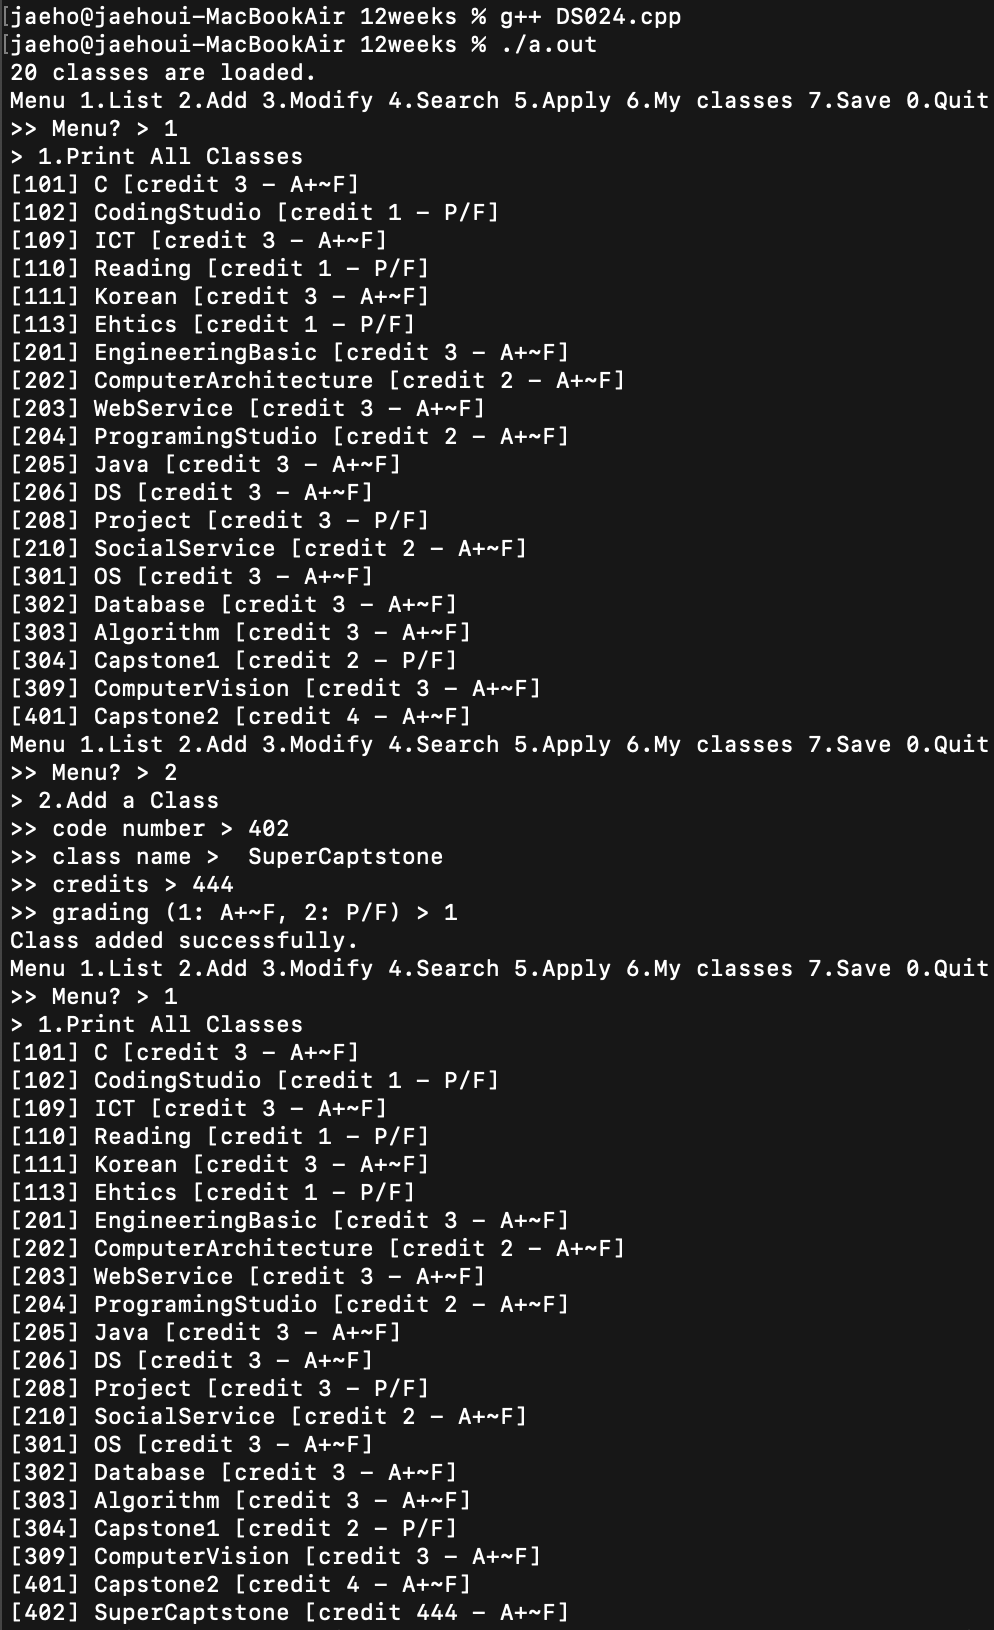 [jaeho@jaehoui-MacBookAir 12weeks % g++ DS024.cpp
[jaeho@jaehoui-MacBookAir 12weeks % ./a.out
20 classes are loaded.
Menu 1.List 2.Add 3.Modify 4.Search 5.Apply 6.My classes 7.Save 0.Quit
>> Menu? > 1
> 1.Print All Classes
[101] C [credit 3 - A+~F]
[102] CodingStudio [credit 1 - P/F]
[109] ICT [credit 3 - A+~F]
[110] Reading [credit 1 - P/F]
[111] Korean [credit 3 - A+~F]
[113] Ehtics [credit 1 - P/F]
[201] EngineeringBasic [credit 3 - A+~F]
[202] ComputerArchitecture [credit 2 - A+~F]
[203] WebService [credit 3 - A+~F]
[204] ProgramingStudio [credit 2 - A+~F]
[205] Java [credit 3 - A+~F]
[206] DS [credit 3 - A+~F]
[208] Project [credit 3 - P/F]
[210] SocialService [credit 2 - A+~F]
[301] OS [credit 3 - A+~F]
[302] Database [credit 3 - A+~F]
[303] Algorithm [credit 3 - A+~F]
[304] Capstone1 [credit 2 - P/F]
[309] ComputerVision [credit 3 - A+~F]
[401] Capstone2 [credit 4 - A+~F]
Menu 1.List 2.Add 3.Modify 4.Search 5.Apply 6.My classes 7.Save 0.Quit
>> Menu? > 2
> 2.Add a Class
>> code number > 402
>> class name >  SuperCaptstone
>> credits > 444
>> grading (1: A+~F, 2: P/F) > 1
Class added successfully.
Menu 1.List 2.Add 3.Modify 4.Search 5.Apply 6.My classes 7.Save 0.Quit
>> Menu? > 1
> 1.Print All Classes
[101] C [credit 3 - A+~F]
[102] CodingStudio [credit 1 - P/F]
[109] ICT [credit 3 - A+~F]
[110] Reading [credit 1 - P/F]
[111] Korean [credit 3 - A+~F]
[113] Ehtics [credit 1 - P/F]
[201] EngineeringBasic [credit 3 - A+~F]
[202] ComputerArchitecture [credit 2 - A+~F]
[203] WebService [credit 3 - A+~F]
[204] ProgramingStudio [credit 2 - A+~F]
[205] Java [credit 3 - A+~F]
[206] DS [credit 3 - A+~F]
[208] Project [credit 3 - P/F]
[210] SocialService [credit 2 - A+~F]
[301] OS [credit 3 - A+~F]
[302] Database [credit 3 - A+~F]
[303] Algorithm [credit 3 - A+~F]
[304] Capstone1 [credit 2 - P/F]
[309] ComputerVision [credit 3 - A+~F]
[401] Capstone2 [credit 4 - A+~F]
[402] SuperCaptstone [credit 444 - A+~F]